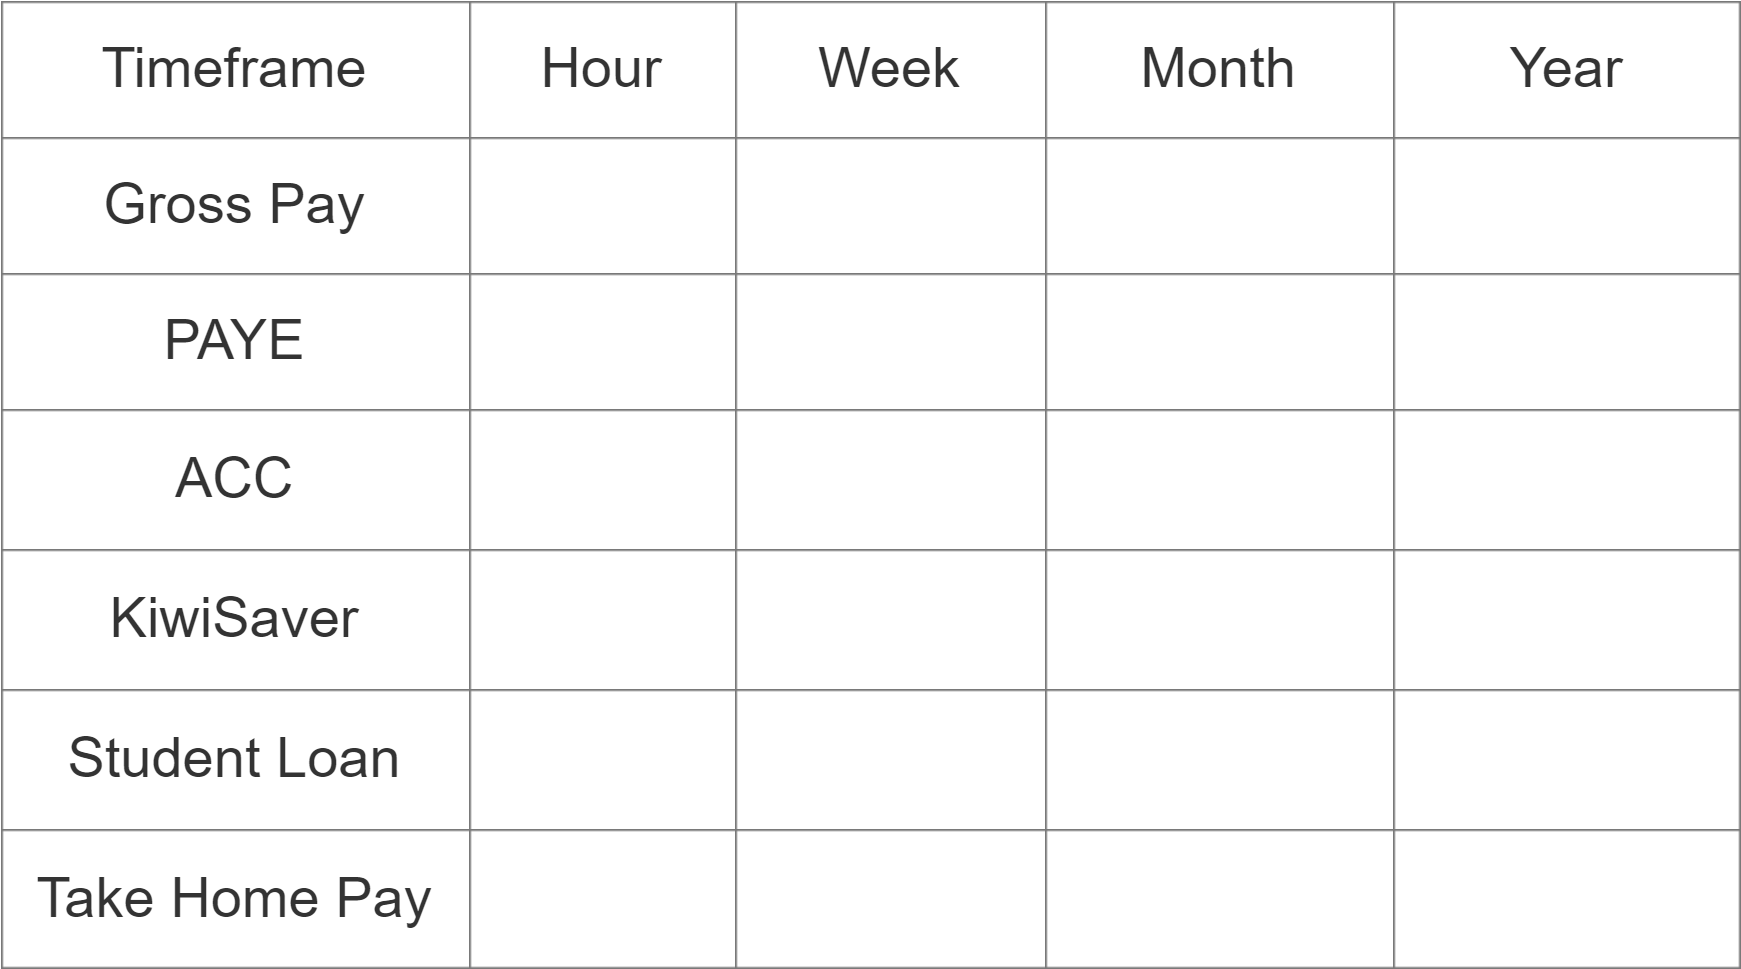 Timeframe Hour Week Month Year
Gross Pay
PAYE
ACC
KiwiSaver
Student Loan
Take Home Pay